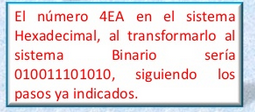 El número 4EA en el sistema
Hexadecimal, al transformarlo al
sistema Binario sería
010011101010, siguiendo los
pasos ya indicados.